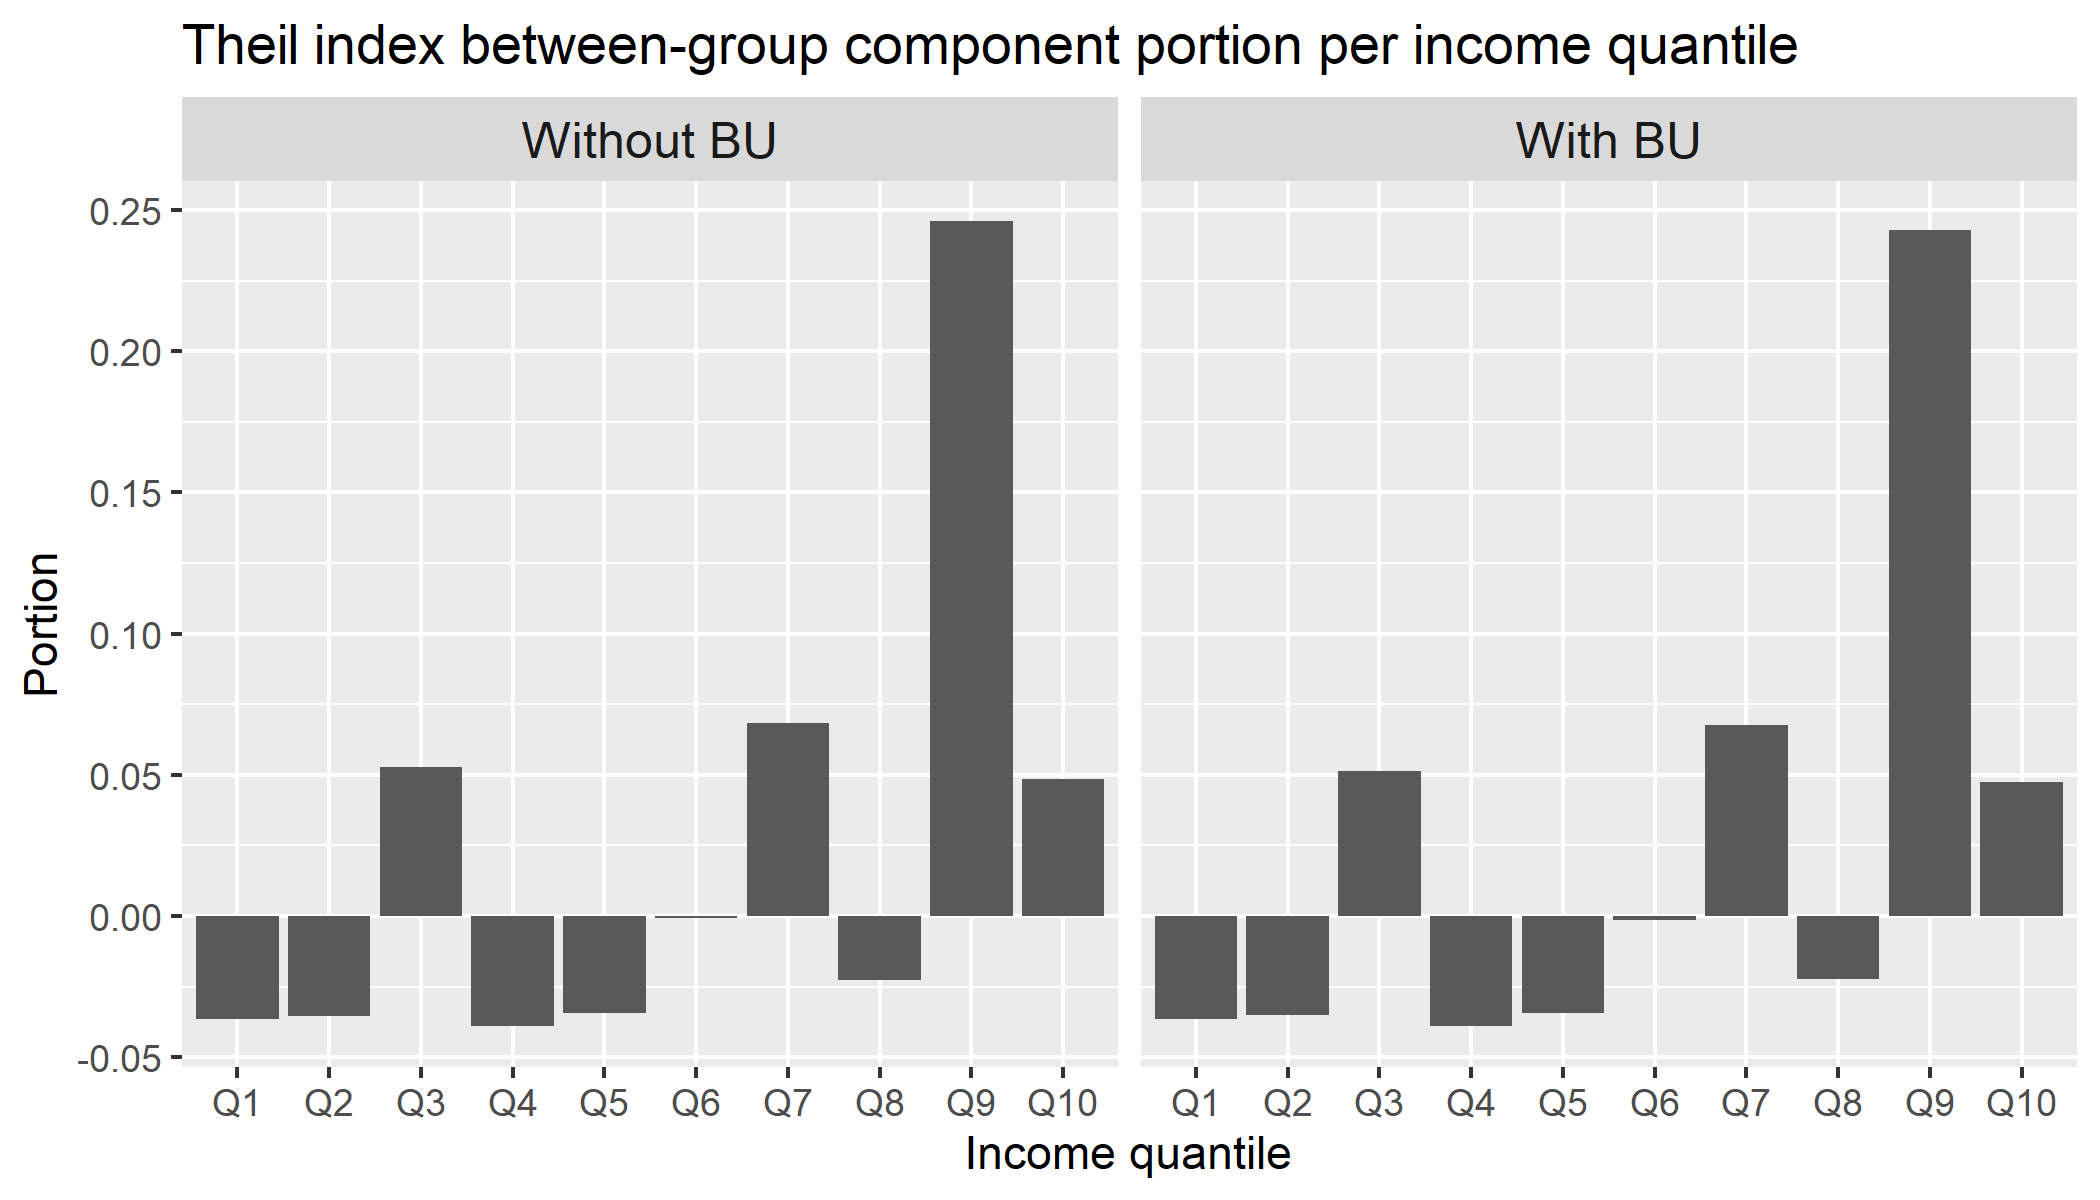 Theil index between-group component portion per income quantile
Without BU
With BU
Portion
0.25
0.20
0.15
0.10
0.05
0.00
-0.05
Q1 Q2 Q3 Q4 Q5 Q6 Q7 Q8 Q9 Q10
Q1 Q2 Q3 Q4 Q5 Q6 Q7 Q8 Q9 Q10
Income quantile